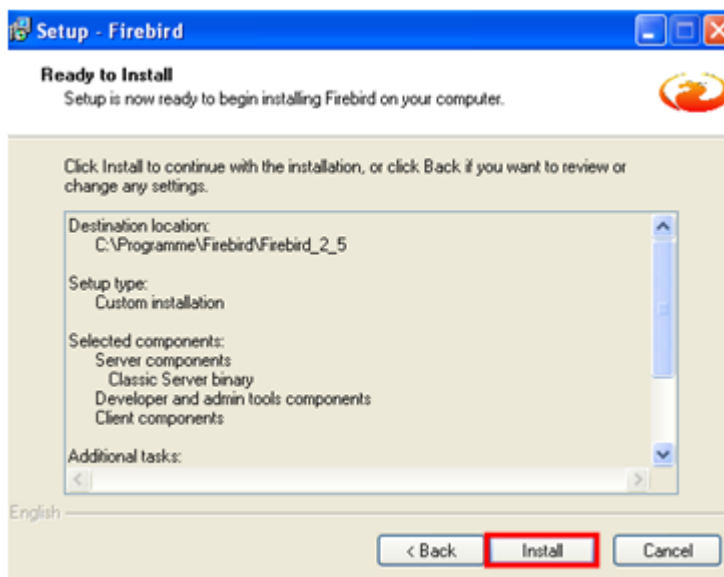 Setup - Firebird
Ready to Install
Setup is now ready to begin installing Firebird on your computer.
Click Install to continue with the installation, or click Back if you want to review or
change any settings.
Destination location:
C:\Programme\Firebird\Firebird_2_5
Setup type:
Custom installation
Selected components:
Server components
Classic Server binary
Developer and admin tools components
Client components
Additional tasks:
English
< Back
Install
Cancel